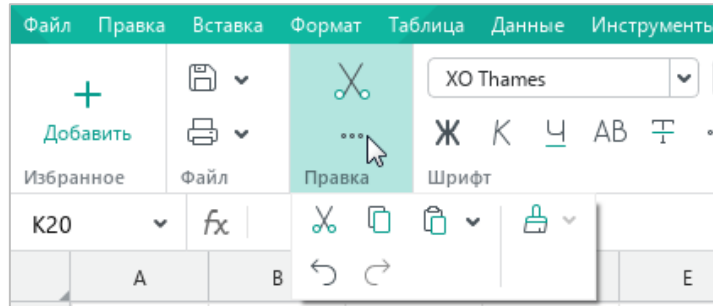 Файл Правка Вставка Формат Таблица Данные Инструменты
XO Thames
Добавить
Ж К Ч АВ Т
Избранное Файл Правка Шрифт
K20 fx
A B E